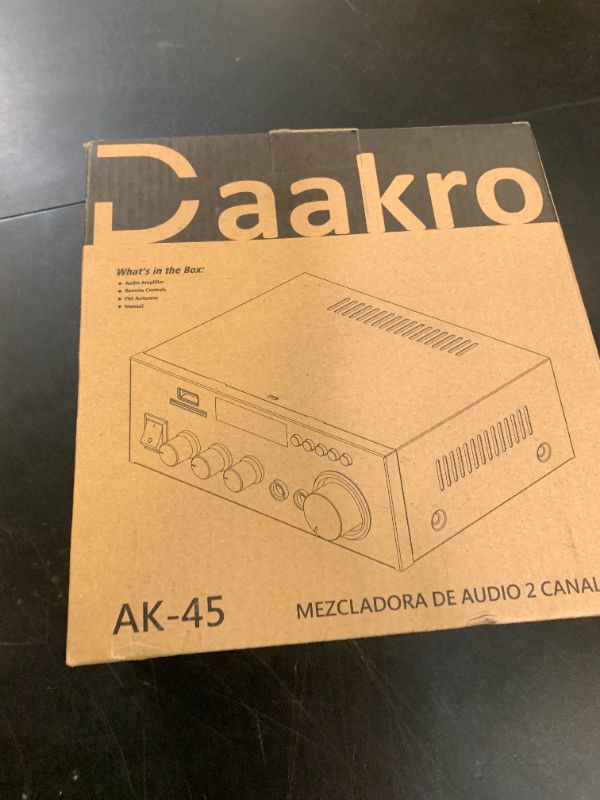 Daakro
What's in the Box:
Audio Amplifier
Remote Controls
FM Antenna
Manual
AK-45
MEZCLADORA DE AUDIO 2 CANAL